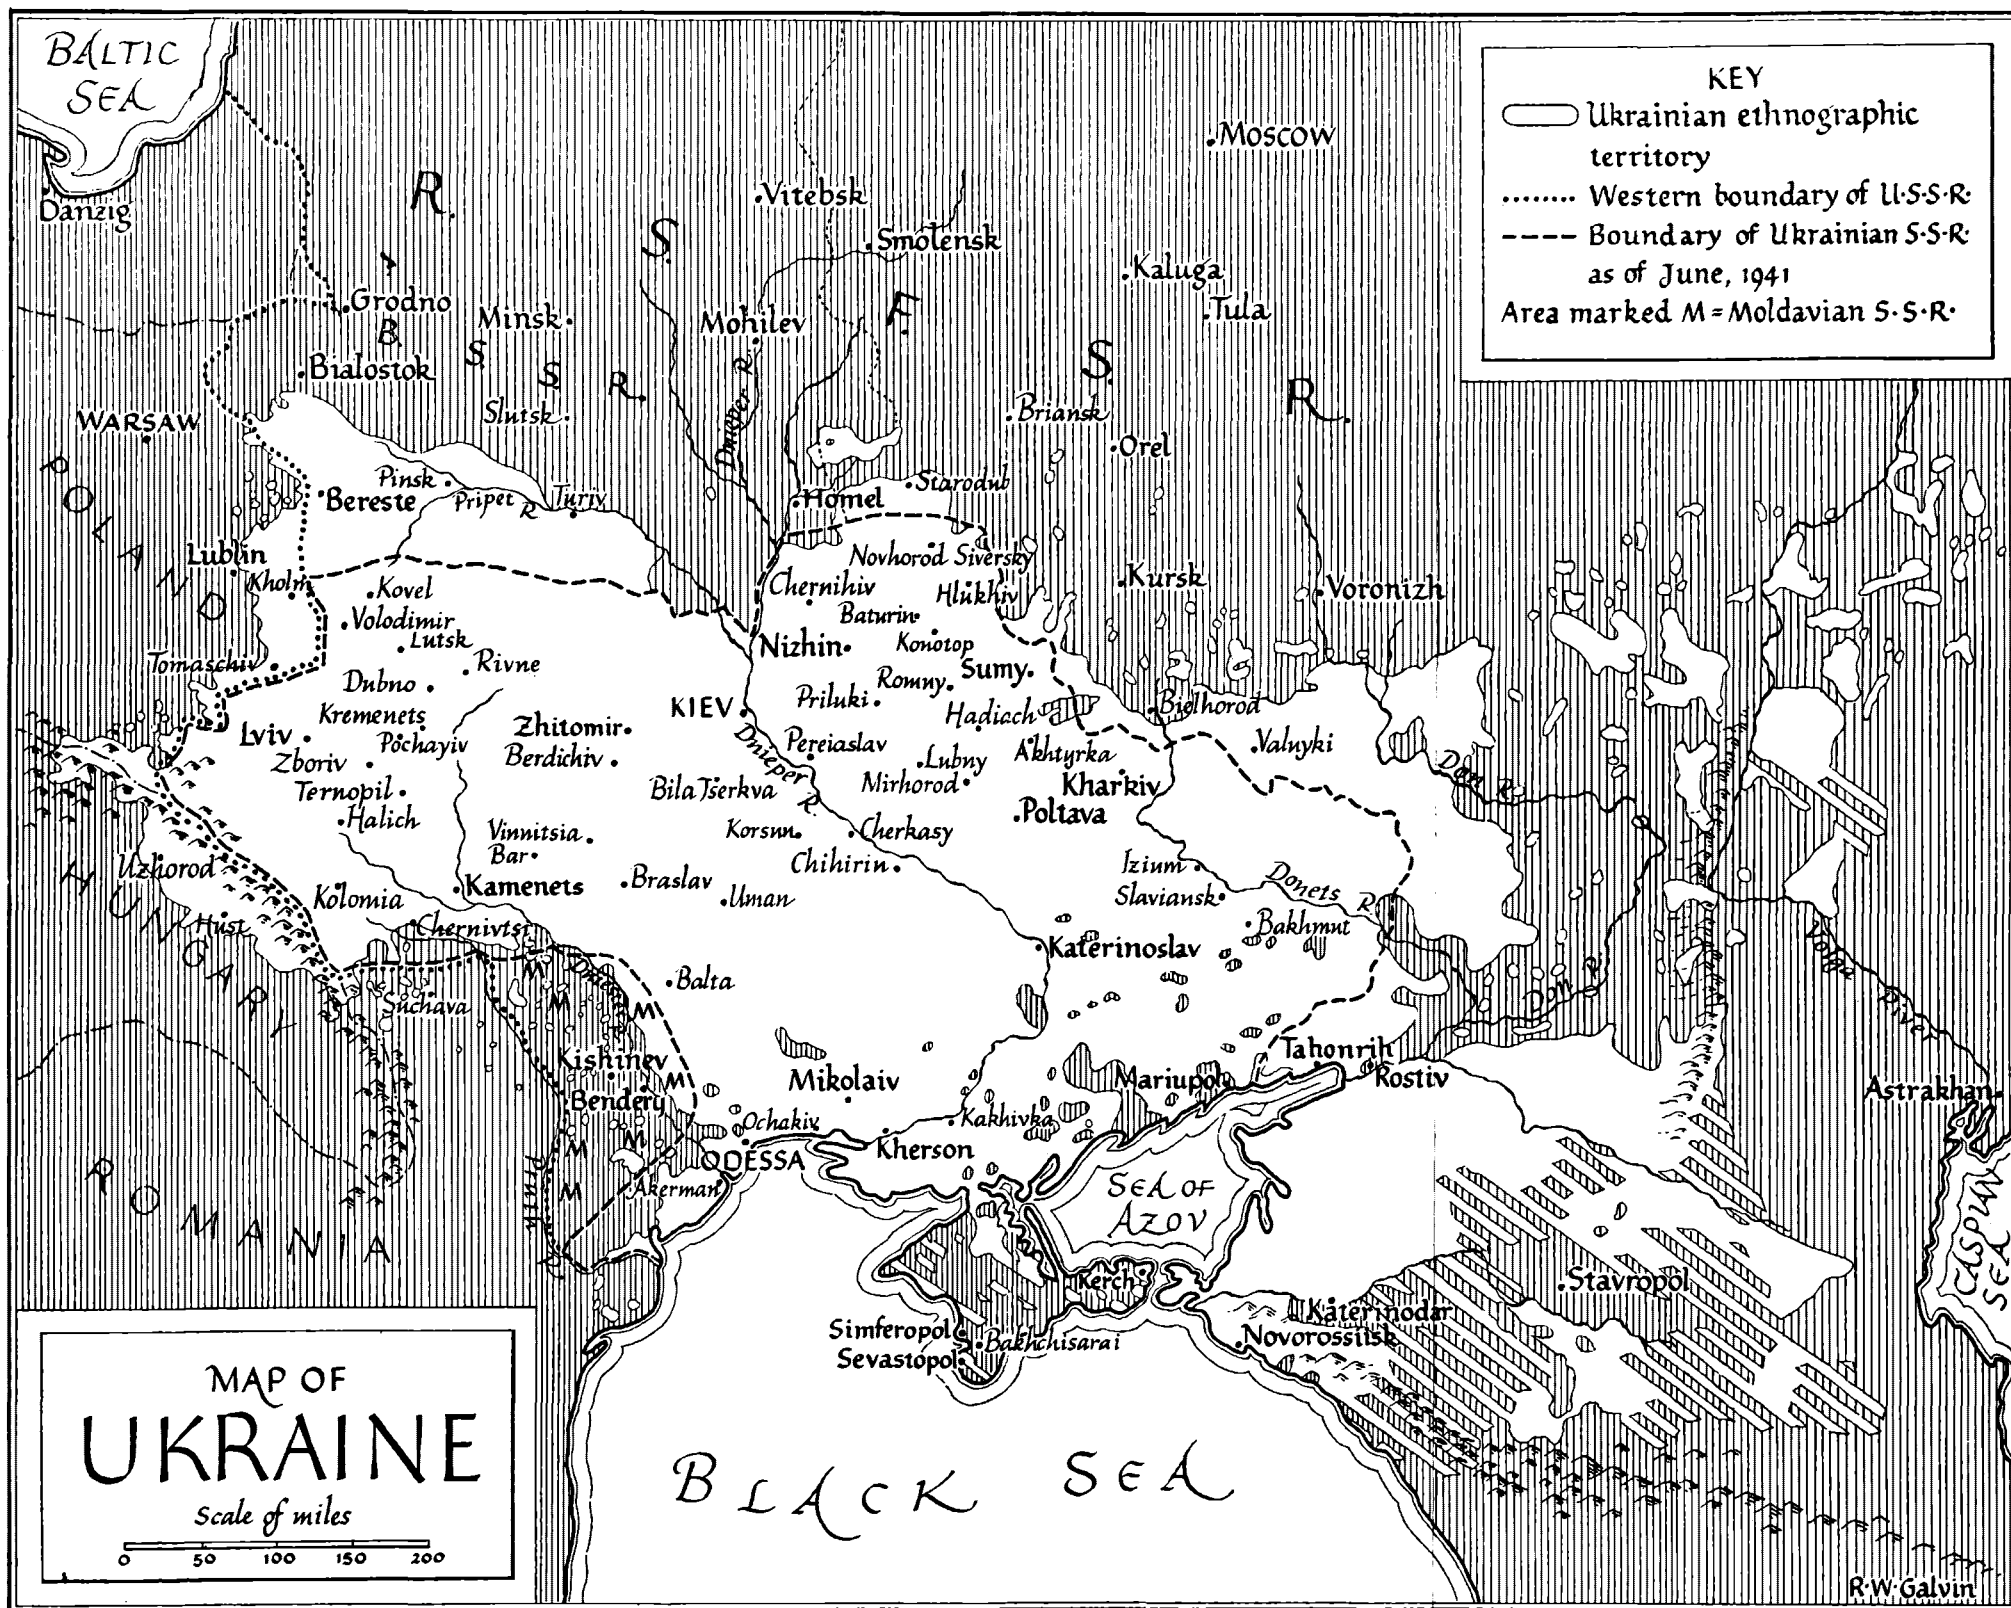 BALTIC
SEA
KEY
Ukrainian ethnographic
territory
Western boundary of U.S.S.R.
Boundary of Ukrainian S.S.R.
as of June, 1941
Area marked M = Moldavian S.S.R.
Moscow
Danzig
R.
S.
F.
S.
R.
Vitebsk
Smolensk
Kaluga
Tula
Grodno
B.
S.
S.
R.
Minsk
Mohilev
Bialostok
Slutsk
Dnieper R.
Briansk
Orel
WARSAW
POLAND
Pinsk
Bereste
Pripet R.
Turiv
Homel
Starodub
Lublin
Kholm
Kovel
Novhorod Siversky
Chernihiv
Hlukhiv
Kursk
Voronizh
Volodimir
Lutsk
Baturin
Konotop
Nizhin
Sumy
Tomaschiv
Rivne
Dubno
Romny
Priluki
KIEV
Hadiach
Bielhorod
Kremenets
Lviv
Pochayiv
Zhitomir
Berdichiv
Dnieper R.
Pereiaslav
Lubny
Akhtyrka
Valuyki
Zboriv
Ternopil
Bila Tserkva
Mirhorod
Kharkiv
Don R.
Halich
Poltava
Vinnitsia
Bar
Korsun
Cherkasy
Chihirin
Uzhorod
HUNGARY
Hust
Kolomia
Kamenets
Braslav
Uman
Izium
Slaviansk
Donets R.
Bakhmut
Chernivtsi
Katerinoslav
Volga River
Suchava
M
Dniester
M
M
Balta
Don R.
Kishinev
Bendery
M
Mikolaiv
Mariupol
Tahonrih
Rostiv
Astrakhan
Ochakiv
Kakhivka
M
M
ODESSA
Kherson
Pruth
R.
M
Akerman
SEA OF
AZOV
CASPIAN
SEA
ROMANIA
Kerch
Stavropol
Katerinodar
Novorossiisk
Simferopol
Bakhchisarai
Sevastopol
MAP OF
UKRAINE
Scale of miles
0 50 100 150 200
BLACK SEA
R.W. Galvin